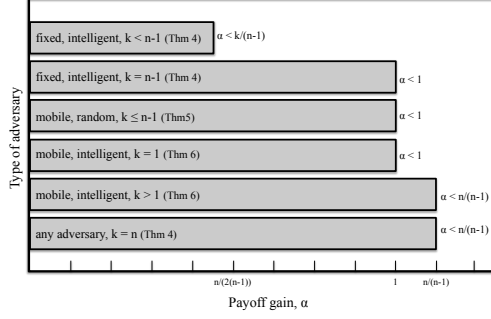 fixed, intelligent, k < n-1 (Thm 4) α < k/(n-1)
fixed, intelligent, k = n-1 (Thm 4) α < 1
mobile, random, k ≤ n-1 (Thm5) α < 1
mobile, intelligent, k = 1 (Thm 6) α < 1
mobile, intelligent, k > 1 (Thm 6) α < n/(n-1)
any adversary, k = n (Thm 4) α < n/(n-1)
Type of adversary
n/(2(n-1)) 1 n/(n-1)
Payoff gain, α